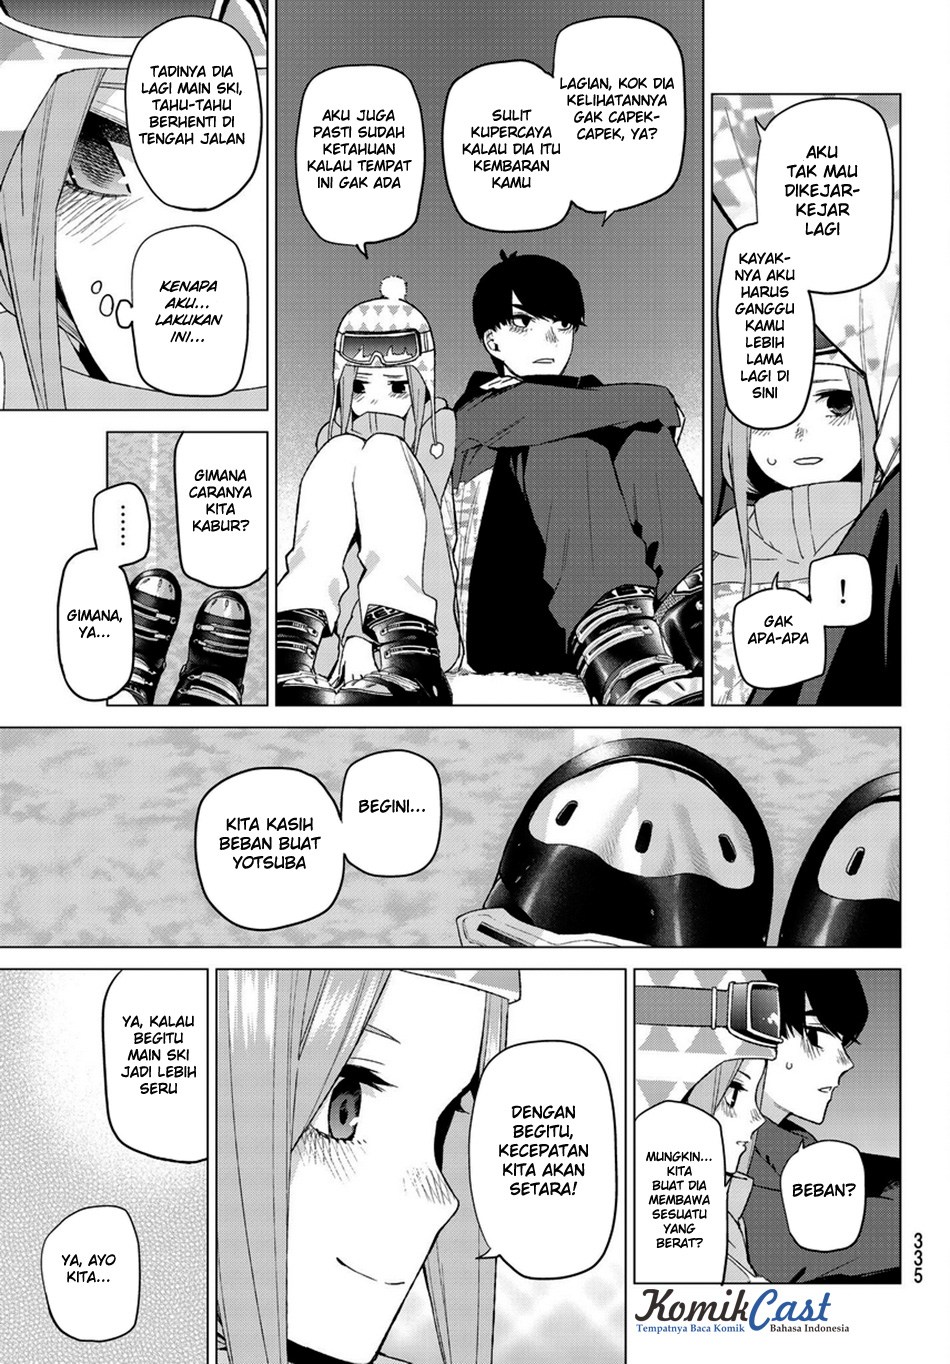 AKU
TAK MAU
DIKEJAR-
KEJAR
LAGI
KAYAK-
NYA AKU
HARUS
GANGGU
KAMU
LEBIH
LAMA
LAGI DI
SINI
!
GAK
APA-APA
LAGIAN, KOK DIA
KELIHATANNYA
GAK CAPEK-
CAPEK, YA?
SULIT
KUPERCAYA
KALAU DIA ITU
KEMBARAN
KAMU
AKU JUGA
PASTI SUDAH
KETAHUAN
KALAU TEMPAT
INI GAK ADA
TADINYA DIA
LAGI MAIN SKI,
TAHU-TAHU
BERHENTI DI
TENGAH JALAN
KENAPA
AKU...
LAKUKAN
INI...
GIMANA
CARANYA
KITA
KABUR?
......
GIMANA,
YA...
BEGINI...
KITA KASIH
BEBAN BUAT
YOTSUBA
BEBAN?
MUNGKIN...
KITA
BUAT DIA
MEMBAWA
SESUATU
YANG
BERAT?
DENGAN
BEGITU,
KECEPATAN
KITA AKAN
SETARA!
YA, KALAU
BEGITU
MAIN SKI
JADI LEBIH
SERU
YA, AYO
KITA...
335
KomikCast
Tempatnya Baca Komik Bahasa Indonesia